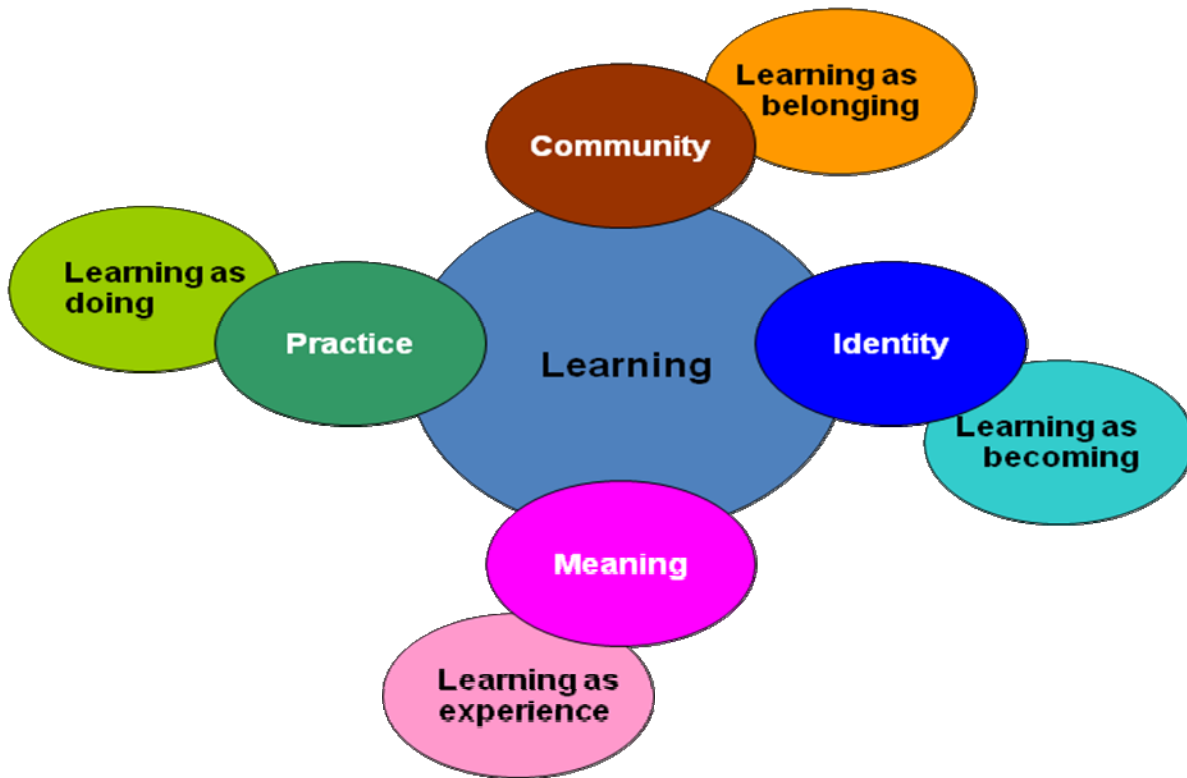 Learning as
belonging
Community
Learning as
doing
Practice
Learning
Identity
Learning as
becoming
Meaning
Learning as
experience